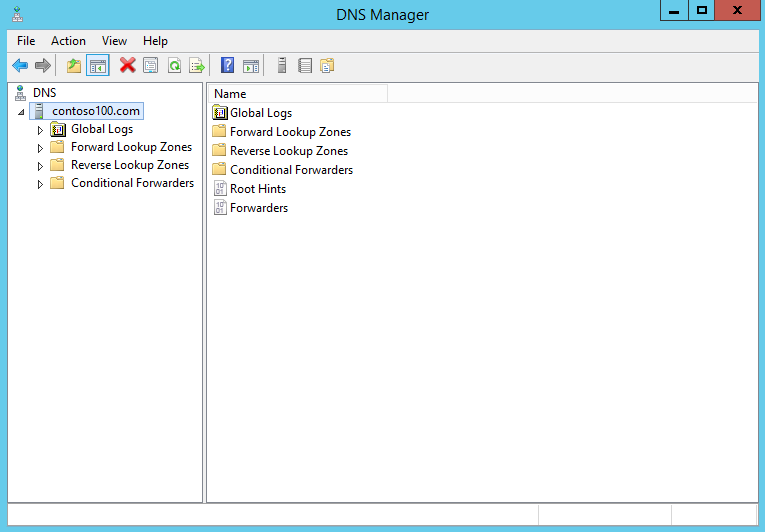 DNS Manager
File Action View Help
DNS
contoso100.com
Global Logs
Forward Lookup Zones
Reverse Lookup Zones
Conditional Forwarders
Name
Global Logs
Forward Lookup Zones
Reverse Lookup Zones
Conditional Forwarders
Root Hints
Forwarders